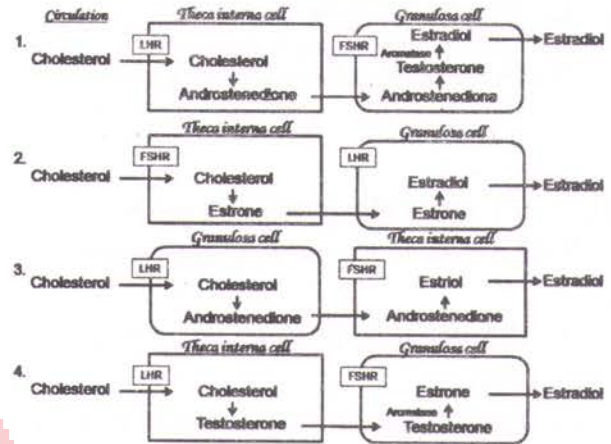 Circulation Theca interna cell Granulosa cell
1. LHR FSHR Estradiol Estradiol
Cholesterol Cholesterol Aromatase Testosterone
Androstenedione Androstenedione
Theca interna cell Granulosa cell
2. FSHR LHR
Cholesterol Cholesterol Estradiol Estradiol
Estrone Estrone
Granulosa cell Theca interna cell
3. LHR FSHR
Cholesterol Cholesterol Estriol Estradiol
Androstenedione Androstenedione
Theca interna cell Granulosa cell
4. LHR FSHR
Cholesterol Cholesterol Estrone Estradiol
Aromatase
Testosterone Testosterone